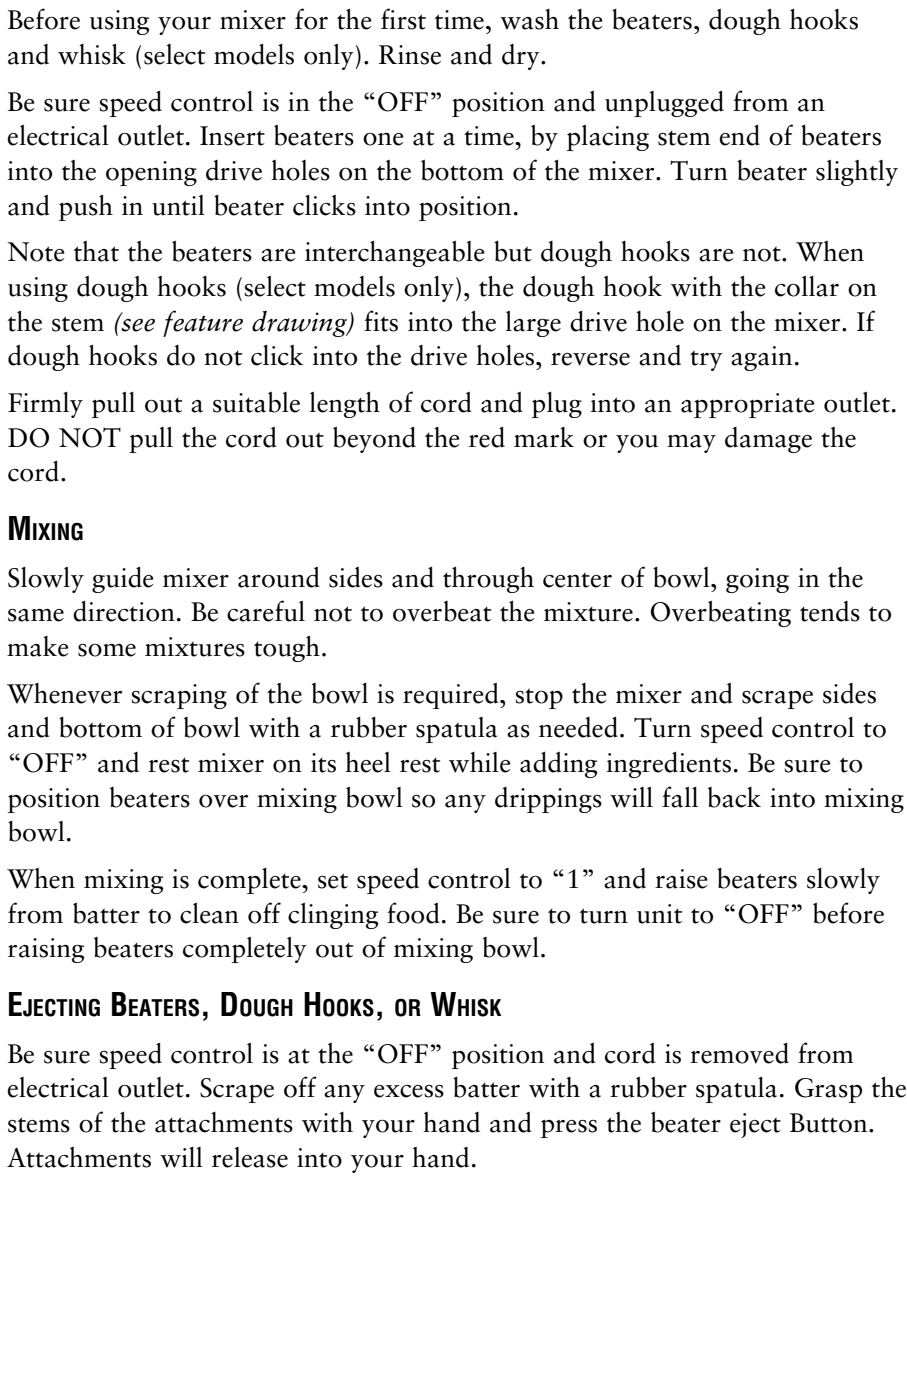 Before using your mixer for the first time, wash the beaters, dough hooks
and whisk (select models only). Rinse and dry.
Be sure speed control is in the “OFF” position and unplugged from an
electrical outlet. Insert beaters one at a time, by placing stem end of beaters
into the opening drive holes on the bottom of the mixer. Turn beater slightly
and push in until beater clicks into position.
Note that the beaters are interchangeable but dough hooks are not. When
using dough hooks (select models only), the dough hook with the collar on
the stem (see feature drawing) fits into the large drive hole on the mixer. If
dough hooks do not click into the drive holes, reverse and try again.
Firmly pull out a suitable length of cord and plug into an appropriate outlet.
DO NOT pull the cord out beyond the red mark or you may damage the
cord.
MIXING
Slowly guide mixer around sides and through center of bowl, going in the
same direction. Be careful not to overbeat the mixture. Overbeating tends to
make some mixtures tough.
Whenever scraping of the bowl is required, stop the mixer and scrape sides
and bottom of bowl with a rubber spatula as needed. Turn speed control to
“OFF” and rest mixer on its heel rest while adding ingredients. Be sure to
position beaters over mixing bowl so any drippings will fall back into mixing
bowl.
When mixing is complete, set speed control to “1” and raise beaters slowly
from batter to clean off clinging food. Be sure to turn unit to “OFF” before
raising beaters completely out of mixing bowl.
EJECTING BEATERS, DOUGH HOOKS, OR WHISK
Be sure speed control is at the “OFF” position and cord is removed from
electrical outlet. Scrape off any excess batter with a rubber spatula. Grasp the
stems of the attachments with your hand and press the beater eject Button.
Attachments will release into your hand.